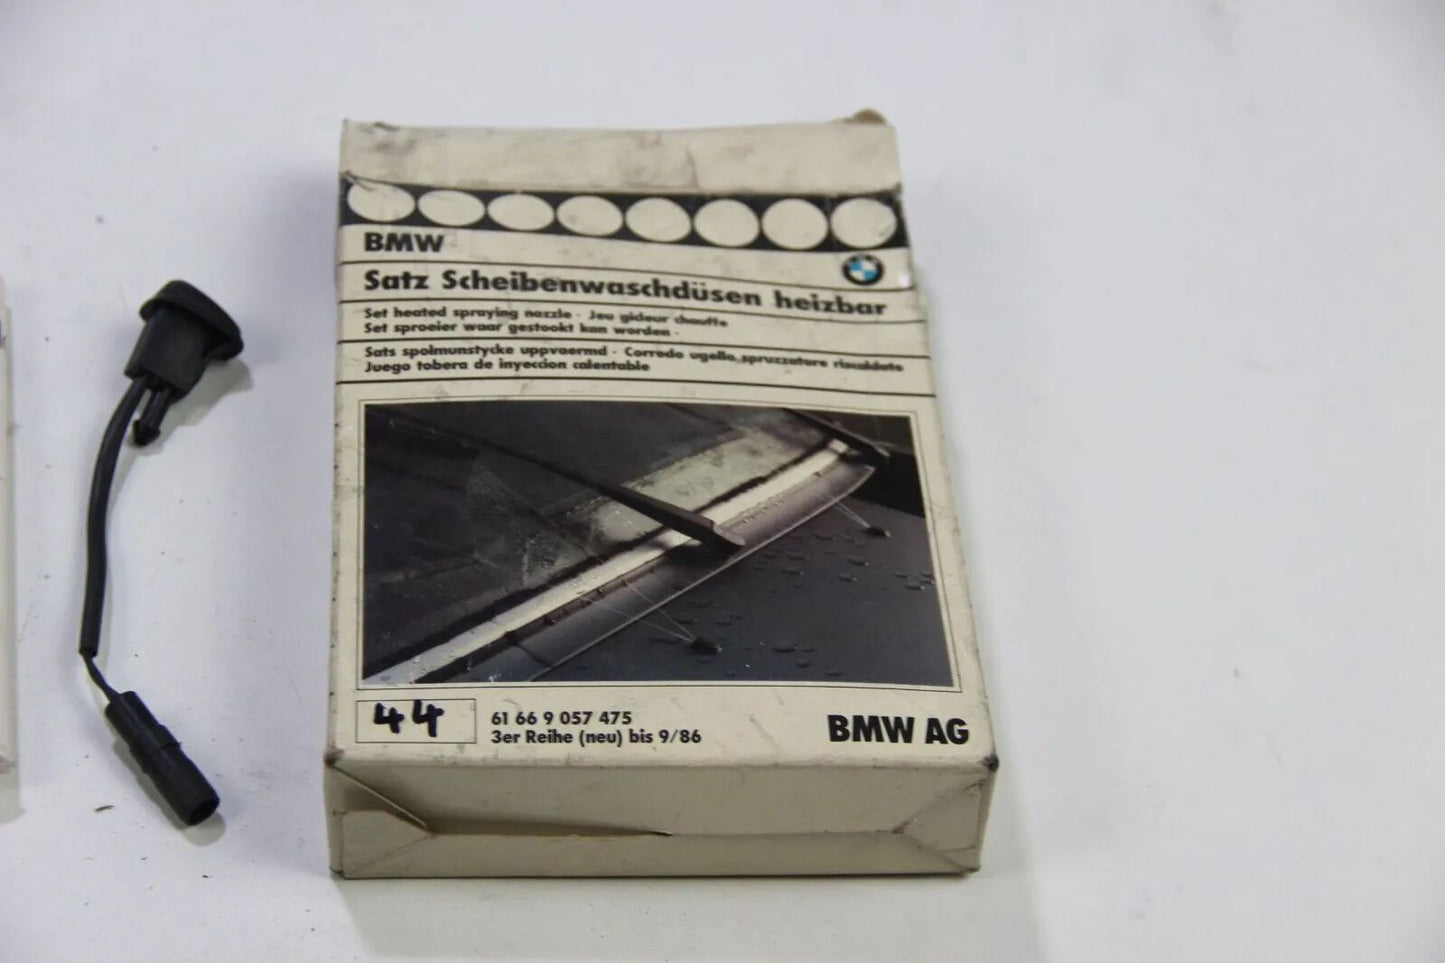 BMW
Satz Scheibenwaschdüsen heizbar
Set heated spraying nozzle · Jeu gicleur chauffe
Set sproeier waar gestookt kan worden ·
Sats spolmunstycke uppvaermd · Corredo ugello spruzzatore riscaldato
Juego tobera de inyeccion calentable
44
61 66 9 057 475
3er Reihe (neu) bis 9/86
BMW AG